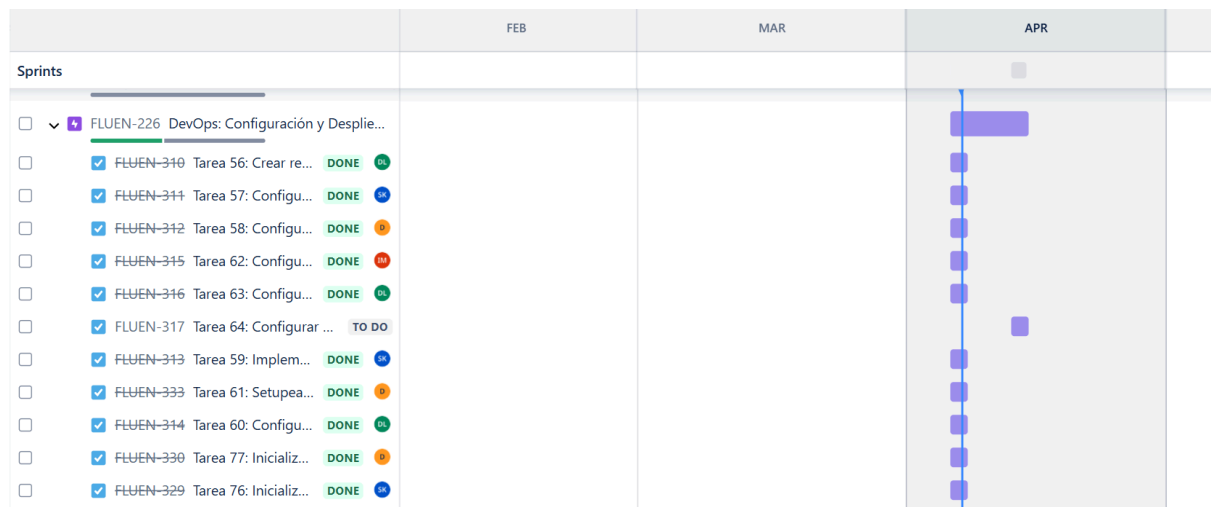 FEB MAR APR
Sprints
FLUEN-226 DevOps: Configuración y Desplie...
FLUEN-310 Tarea 56: Crear re... DONE DL
FLUEN-311 Tarea 57: Configu... DONE SK
FLUEN-312 Tarea 58: Configu... DONE D
FLUEN-315 Tarea 62: Configu... DONE IM
FLUEN-316 Tarea 63: Configu... DONE DL
FLUEN-317 Tarea 64: Configurar ... TO DO
FLUEN-313 Tarea 59: Implem... DONE SK
FLUEN-333 Tarea 61: Setupea... DONE D
FLUEN-314 Tarea 60: Configu... DONE DL
FLUEN-330 Tarea 77: Inicializ... DONE D
FLUEN-329 Tarea 76: Inicializ... DONE SK